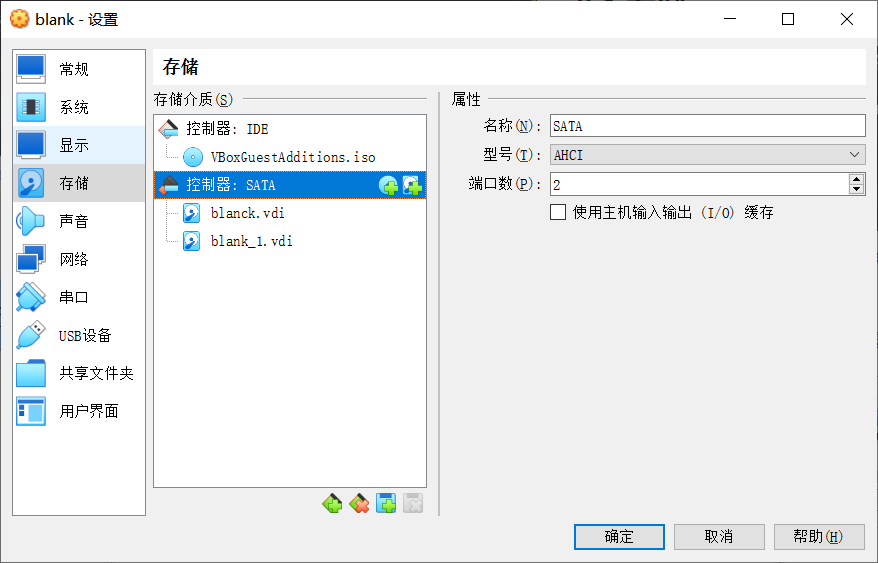 blank - 设置
常规
系统
显示
存储
声音
网络
串口
USB设备
共享文件夹
用户界面
存储
存储介质(S)
控制器: IDE
VBoxGuestAdditions.iso
控制器: SATA
blanck.vdi
blank_1.vdi
属性
名称(N): SATA
型号(T): AHCI
端口数(P): 2
使用主机输入输出 (I/O) 缓存
确定
取消
帮助(H)